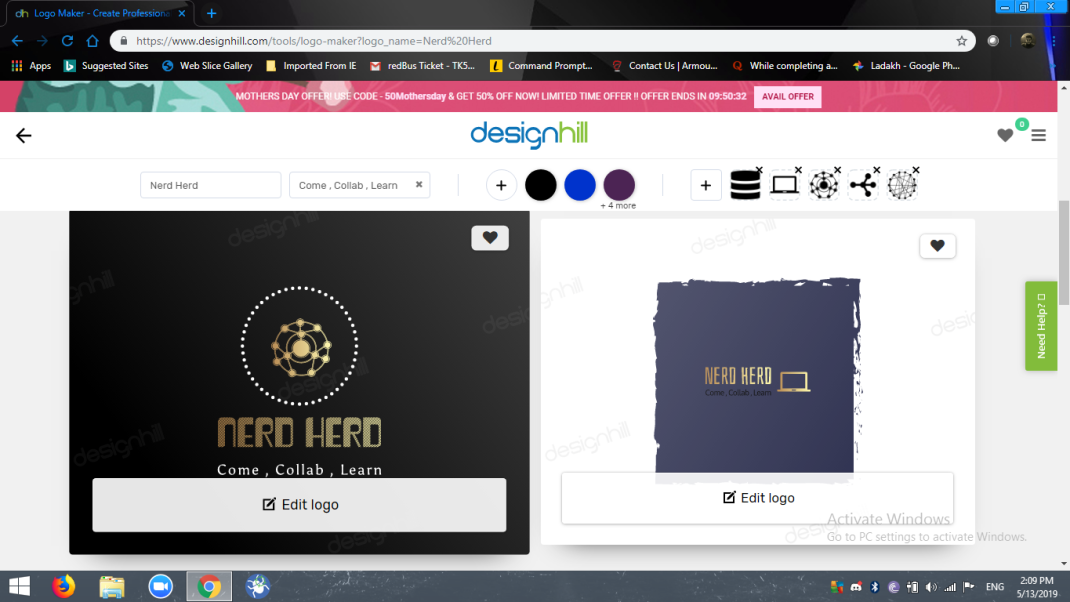 dh Logo Maker - Create Professiona
https://www.designhill.com/tools/logo-maker?logo_name=Nerd%20Herd
Apps Suggested Sites Web Slice Gallery Imported From IE redBus Ticket - TK5... Command Prompt... Contact Us | Armou... While completing a... Ladakh - Google Ph...
MOTHERS DAY OFFER! USE CODE - 50Mothersday & GET 50% OFF NOW! LIMITED TIME OFFER !! OFFER ENDS IN 09:50:32 AVAIL OFFER
designhill
0
Nerd Herd Come , Collab , Learn
+ 4 more
designhill
designhill
NERD HERD
Come , Collab , Learn
Edit logo
NERD HERD
Come , Collab , Learn
Edit logo
Need Help?
Activate Windows
Go to PC settings to activate Windows.
ENG
2:09 PM
5/13/2019